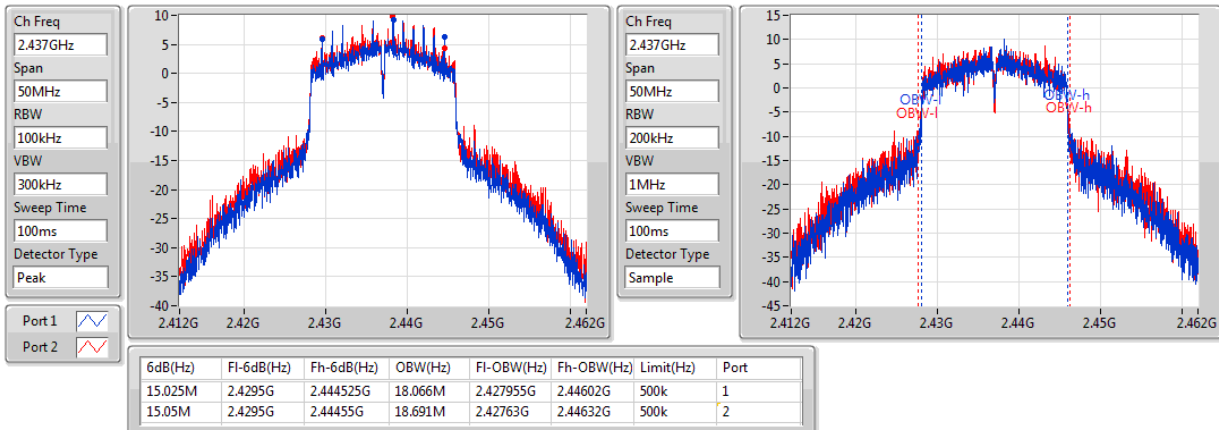 Ch Freq
2.437GHz
Span
50MHz
RBW
100kHz
VBW
300kHz
Sweep Time
100ms
Detector Type
Peak
Port 1
Port 2
10
5
0
-5
-10
-15
-20
-25
-30
-35
-40
2.412G 2.42G 2.43G 2.44G 2.45G 2.462G
Ch Freq
2.437GHz
Span
50MHz
RBW
200kHz
VBW
1MHz
Sweep Time
100ms
Detector Type
Sample
15
10
5
0
-5
-10
-15
-20
-25
-30
-35
-40
-45
OBW-l OBW-h
OBW-l OBW-h
2.412G 2.42G 2.43G 2.44G 2.45G 2.462G
6dB(Hz) Fl-6dB(Hz) Fh-6dB(Hz) OBW(Hz) Fl-OBW(Hz) Fh-OBW(Hz) Limit(Hz) Port
15.025M 2.4295G 2.444525G 18.066M 2.427955G 2.44602G 500k 1
15.05M 2.4295G 2.44455G 18.691M 2.42763G 2.44632G 500k 2